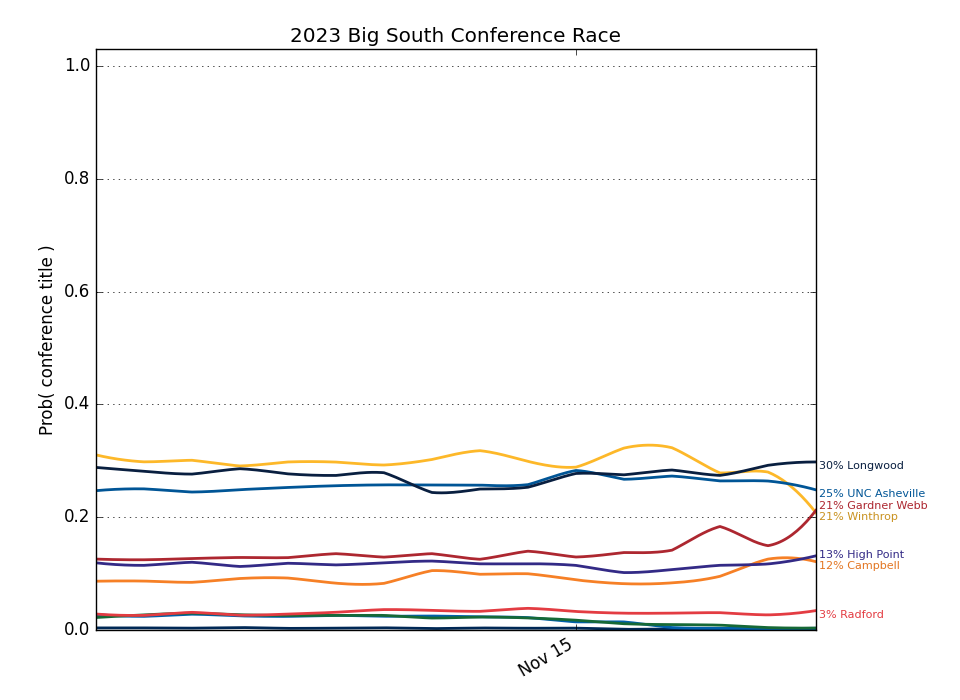 2023 Big South Conference Race
Prob( conference title )
1.0
0.8
0.6
0.4
0.2
0.0
30% Longwood
25% UNC Asheville
21% Gardner Webb
21% Winthrop
13% High Point
12% Campbell
3% Radford
Nov 15